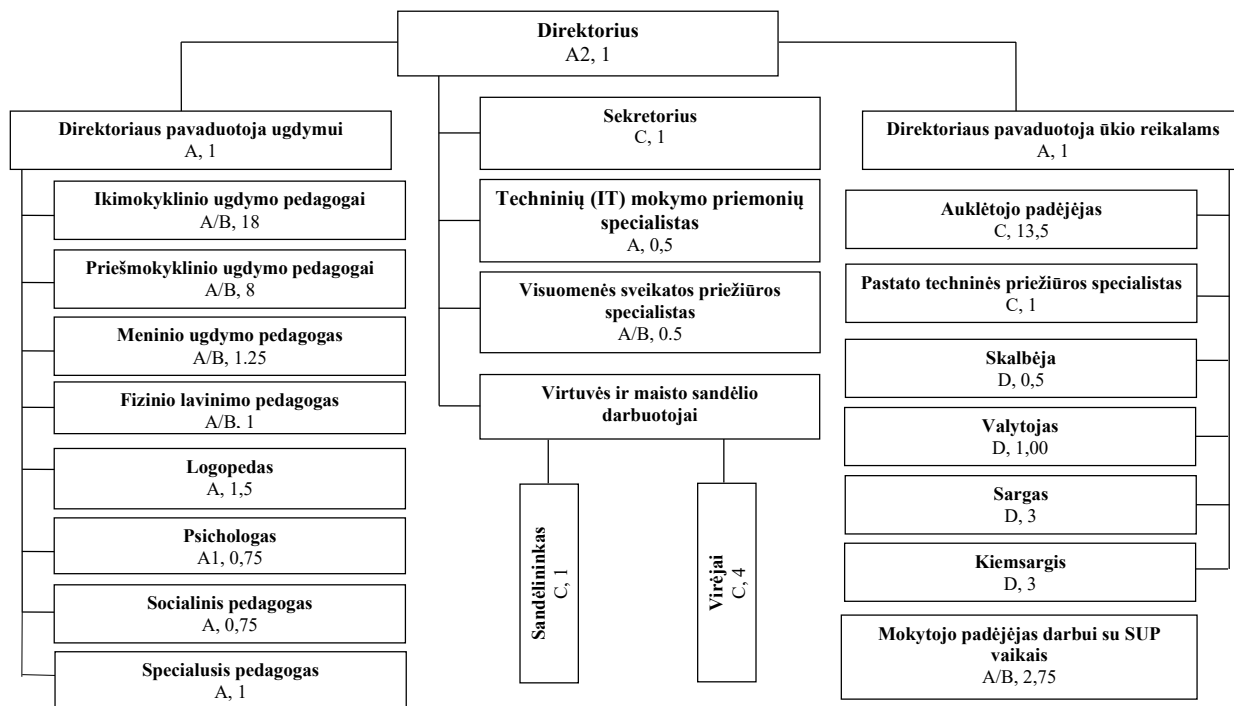 Direktorius
A2, 1
Direktoriaus pavaduotoja ugdymui
A, 1
Ikimokyklinio ugdymo pedagogai
A/B, 18
Priešmokyklinio ugdymo pedagogai
A/B, 8
Meninio ugdymo pedagogas
A/B, 1.25
Fizinio lavinimo pedagogas
A/B, 1
Logopedas
A, 1,5
Psichologas
A1, 0,75
Socialinis pedagogas
A, 0,75
Specialusis pedagogas
A, 1
Sekretorius
C, 1
Techninių (IT) mokymo priemonių
specialistas
A, 0,5
Visuomenės sveikatos priežiūros
specialistas
A/B, 0.5
Virtuvės ir maisto sandėlio
darbuotojai
Sandėlininkas
C, 1
Virėjai
C, 4
Direktoriaus pavaduotoja ūkio reikalams
A, 1
Auklėtojo padėjėjas
C, 13,5
Pastato techninės priežiūros specialistas
C, 1
Skalbėja
D, 0,5
Valytojas
D, 1,00
Sargas
D, 3
Kiemsargis
D, 3
Mokytojo padėjėjas darbui su SUP
vaikais
A/B, 2,75